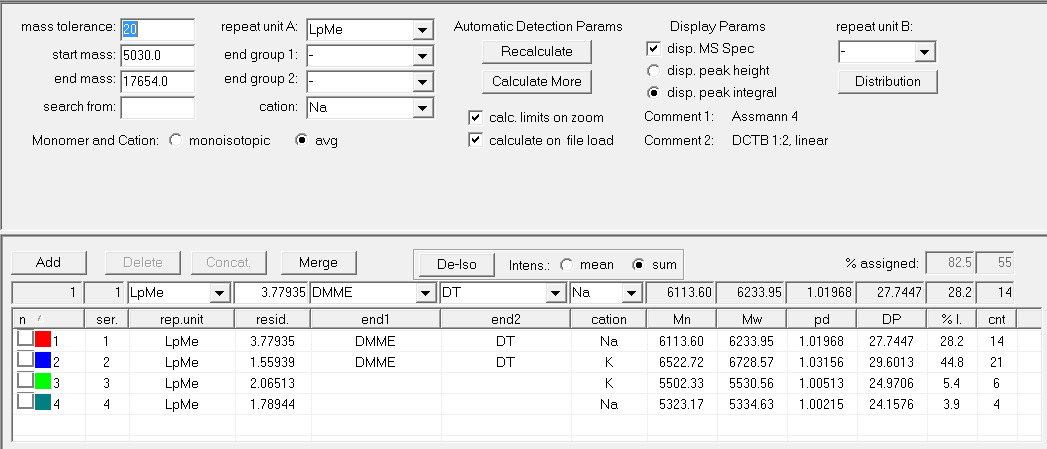 mass tolerance: 20 repeat unit A: LpMe Automatic Detection Params Display Params repeat unit B:
start mass: 5030.0 end group 1: - Recalculate disp. MS Spec -
end mass: 17654.0 end group 2: - Calculate More disp. peak height Distribution
search from: cation: Na disp. peak integral
calc. limits on zoom Comment 1: Assmann 4
Monomer and Cation: monoisotopic avg calculate on file load Comment 2: DCTB 1:2, linear
Add Delete Concat. Merge De-Iso Intens.: mean sum % assigned: 82.5 55
1 1 LpMe 3.77935 DMME DT Na 6113.60 6233.95 1.01968 27.7447 28.2 14
n / ser. rep.unit resid. end1 end2 cation Mn Mw pd DP % I. cnt
1 1 LpMe 3.77935 DMME DT Na 6113.60 6233.95 1.01968 27.7447 28.2 14
2 2 LpMe 1.55939 DMME DT K 6522.72 6728.57 1.03156 29.6013 44.8 21
3 3 LpMe 2.06513 K 5502.33 5530.56 1.00513 24.9706 5.4 6
4 4 LpMe 1.78944 Na 5323.17 5334.63 1.00215 24.1576 3.9 4